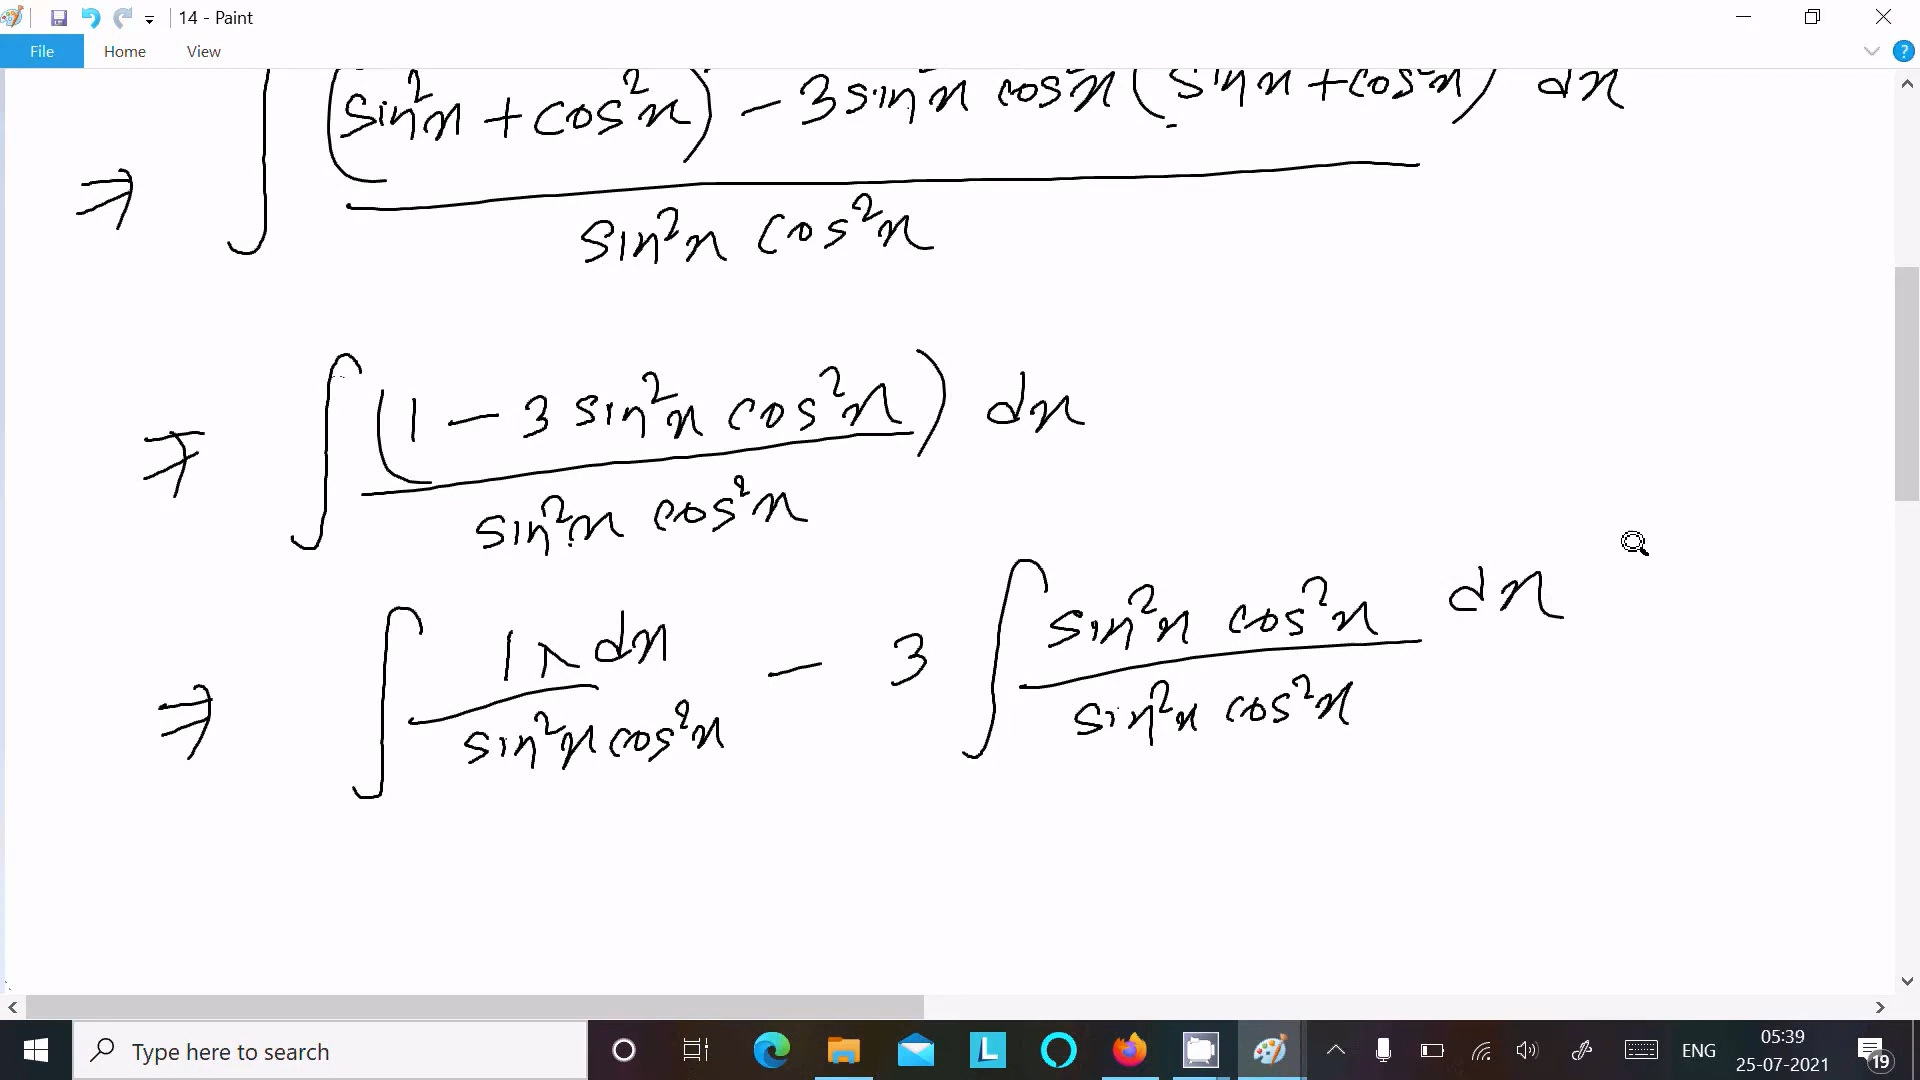 14 - Paint
File Home View
⇒ ∫ (sin²x + cos²x) - 3 sin²x cos²x (sin²x + cos²x) dx
sin²x cos²x
⇒ ∫ (1 - 3 sin²x cos²x) dx
sin²x cos²x
⇒ ∫ 1 dx - 3 ∫ sin²x cos²x dx
sin²x cos²x sin²x cos²x
Type here to search
ENG
05:39
25-07-2021
19